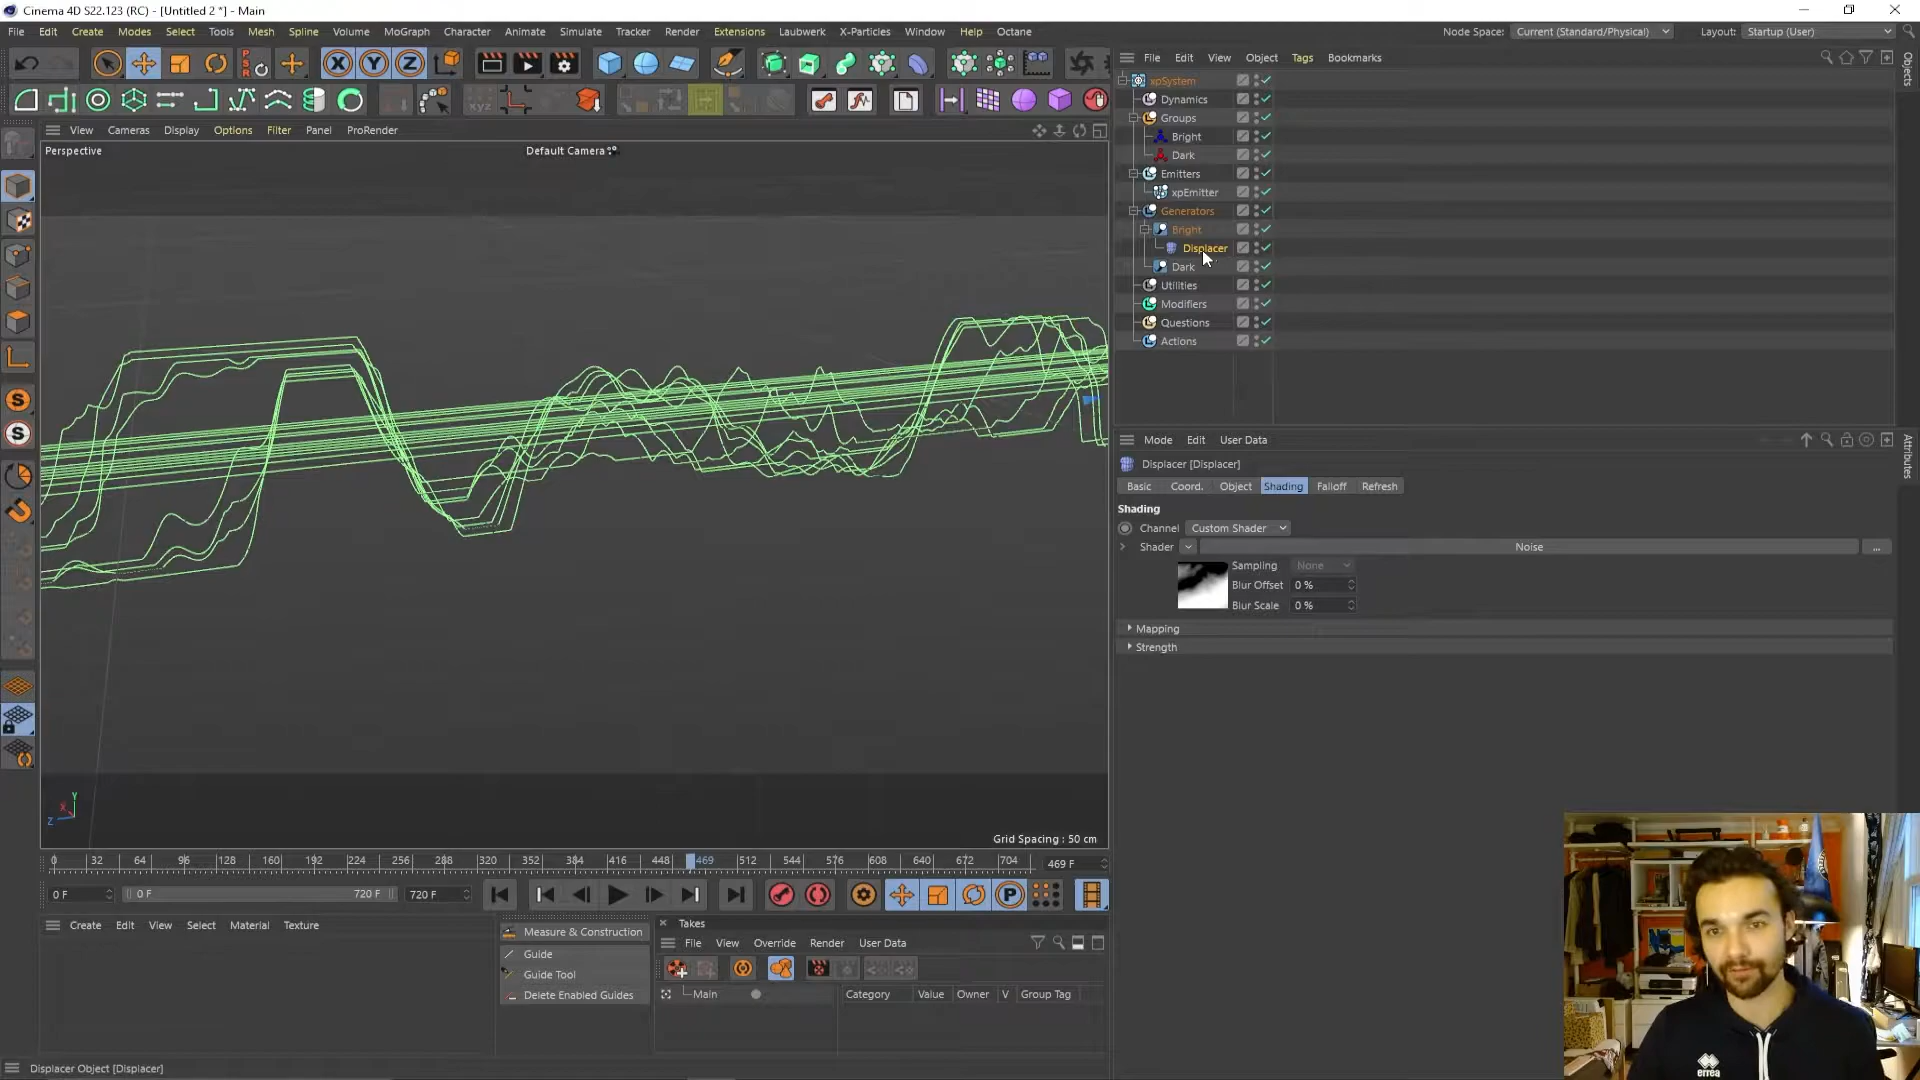 Cinema 4D S22.123 (RC) - [Untitled 2 *] - Main
File Edit Create Modes Select Tools Mesh Spline Volume MoGraph Character Animate Simulate Tracker Render Extensions Laubwerk X-Particles Window Help Octane
Node Space: Current (Standard/Physical) Layout: Startup (User)
File Edit View Object Tags Bookmarks
xpSystem
Dynamics
Groups
Bright
Dark
Emitters
xpEmitter
Generators
Bright
Displacer
Dark
Utilities
Modifiers
Questions
Actions
Objects
View Cameras Display Options Filter Panel ProRender
Perspective
Default Camera
X Y Z
Grid Spacing : 50 cm
Mode Edit User Data
Attributes
Displacer [Displacer]
Basic Coord. Object Shading Falloff Refresh
Shading
Channel Custom Shader
Shader Noise ...
Sampling None
Blur Offset 0 %
Blur Scale 0 %
Mapping
Strength
0 32 64 96 128 160 192 224 256 288 320 352 384 416 448 469 512 544 576 608 640 672 704 469 F
0 F 0 F 720 F 720 F
Create Edit View Select Material Texture
Measure & Construction
Guide
Guide Tool
Delete Enabled Guides
Takes
File View Override Render User Data
Main Category Value Owner V Group Tag
Displacer Object [Displacer]
errea